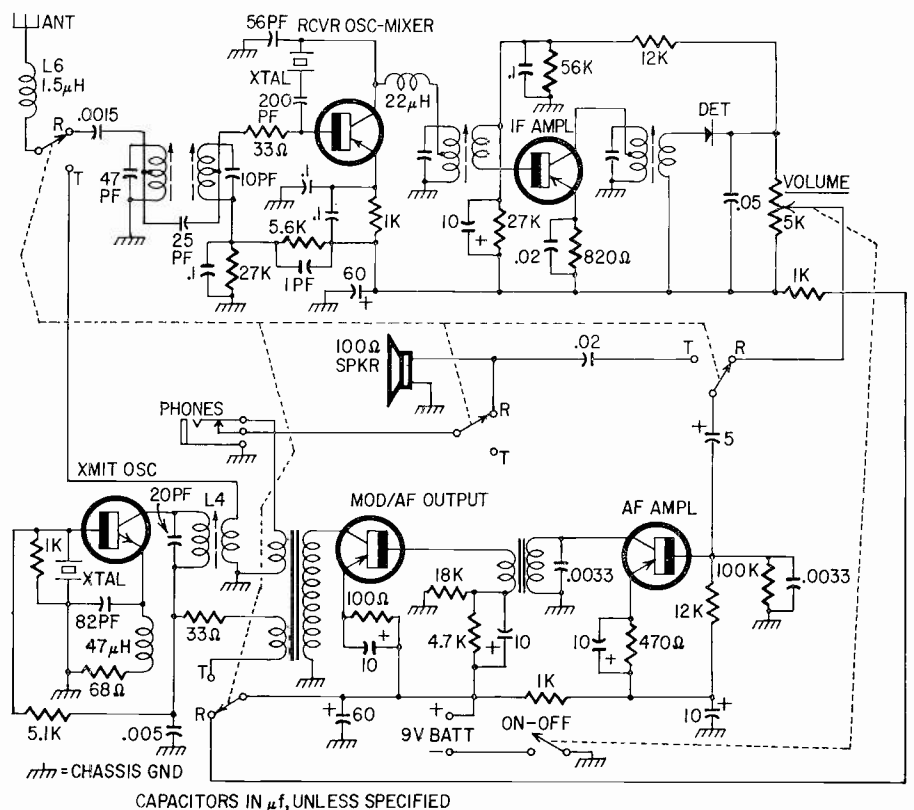 ANT
L6
1.5μH
R
T
.0015
47
PF
25
PF
10PF
.1
27K
56PF
RCVR OSC-MIXER
XTAL
200
PF
33Ω
.1
.1
5.6K
1PF
1K
60
+
22μH
.1
56K
12K
IF AMPL
DET
10
+
27K
.02
820Ω
.05
VOLUME
5K
1K
100Ω
SPKR
.02
T
R
PHONES
R
T
+
5
XMIT OSC
20PF
L4
1K
XTAL
82PF
47μH
68Ω
5.1K
.005
33Ω
T
R
MOD/AF OUTPUT
100Ω
+
10
+
60
18K
4.7K
+
10
.0033
AF AMPL
10
+
470Ω
12K
100K
.0033
1K
10
+
+
9V BATT
–
ON-OFF
=CHASSIS GND
CAPACITORS IN μf, UNLESS SPECIFIED